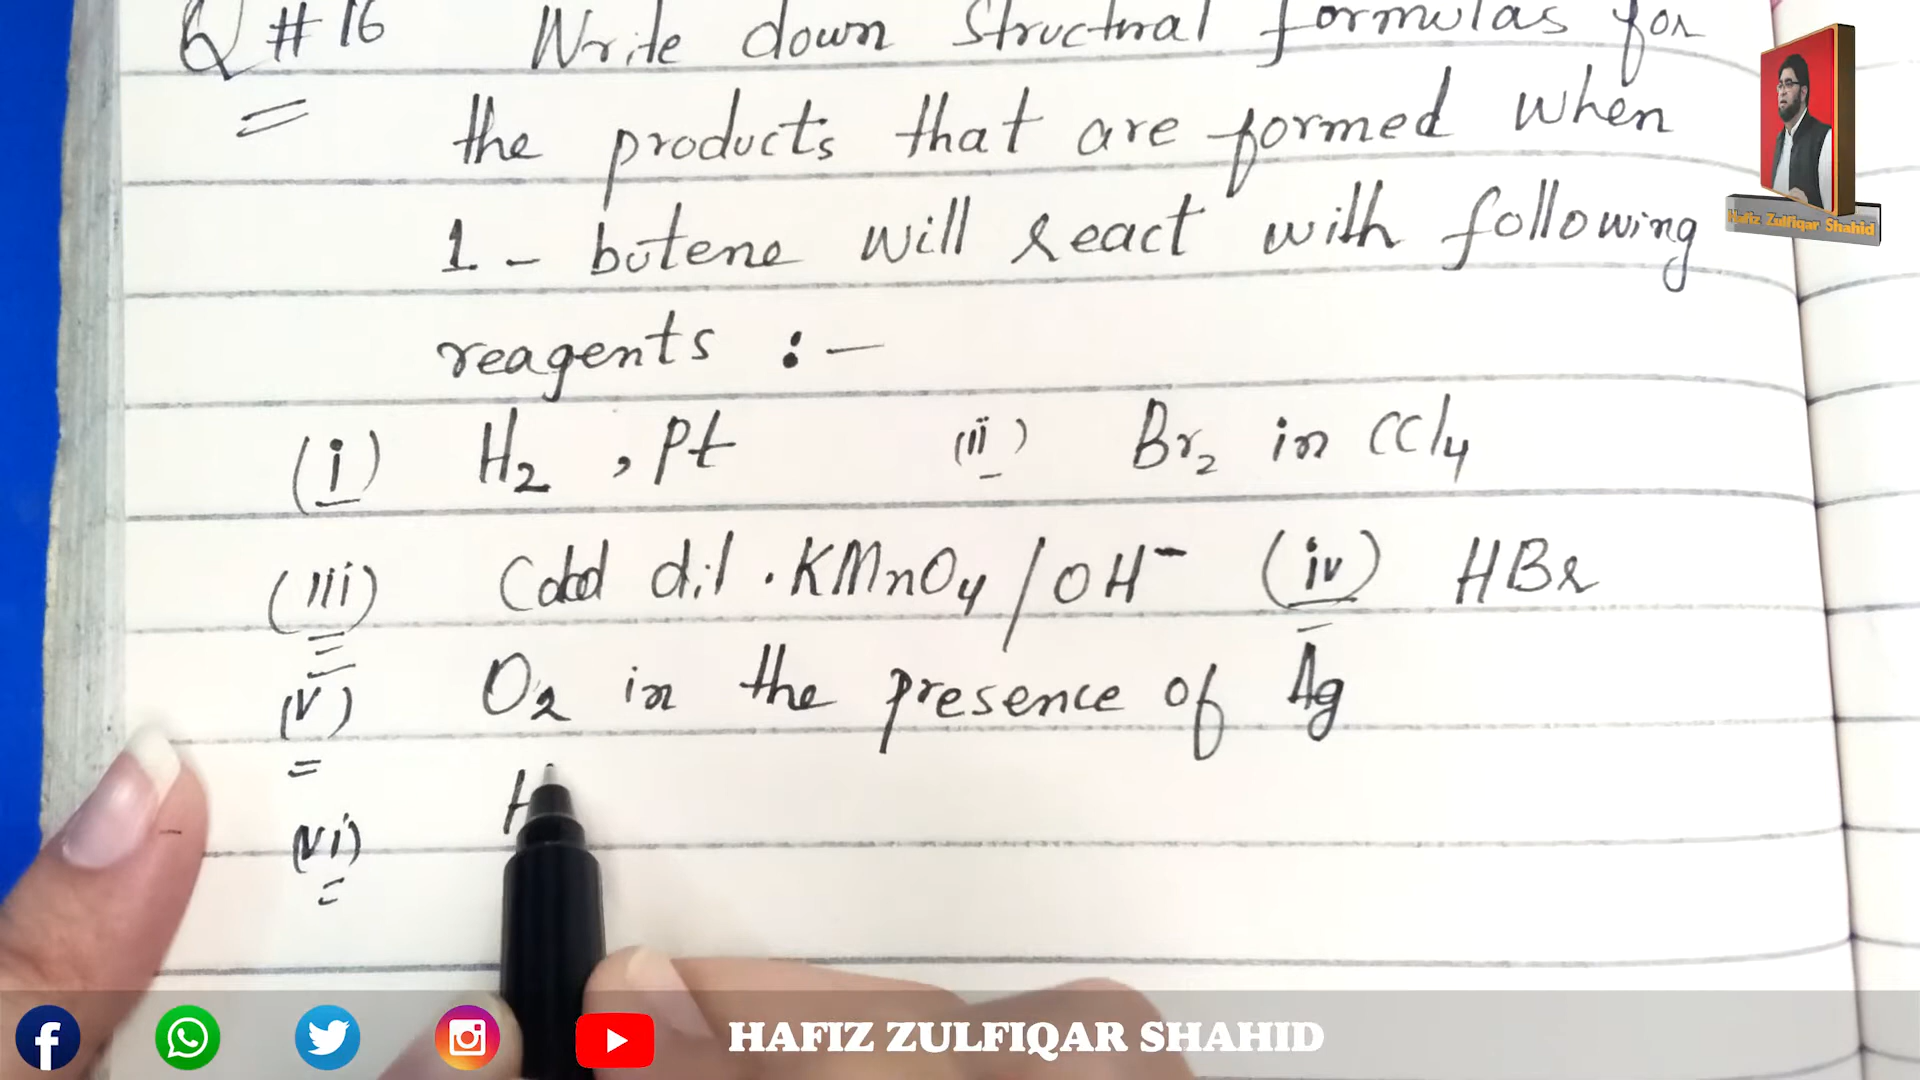 Q # 16 Write down Structural formulas for
the products that are formed when
1 - butene will react with following
reagents :-
(i) H2 , Pt (ii) Br2 in CCl4
(iii) Cold dil . KMnO4 / OH- (iv) HBr
(v) O2 in the presence of Ag
(vi) H
Hafiz Zulfiqar Shahid
HAFIZ ZULFIQAR SHAHID